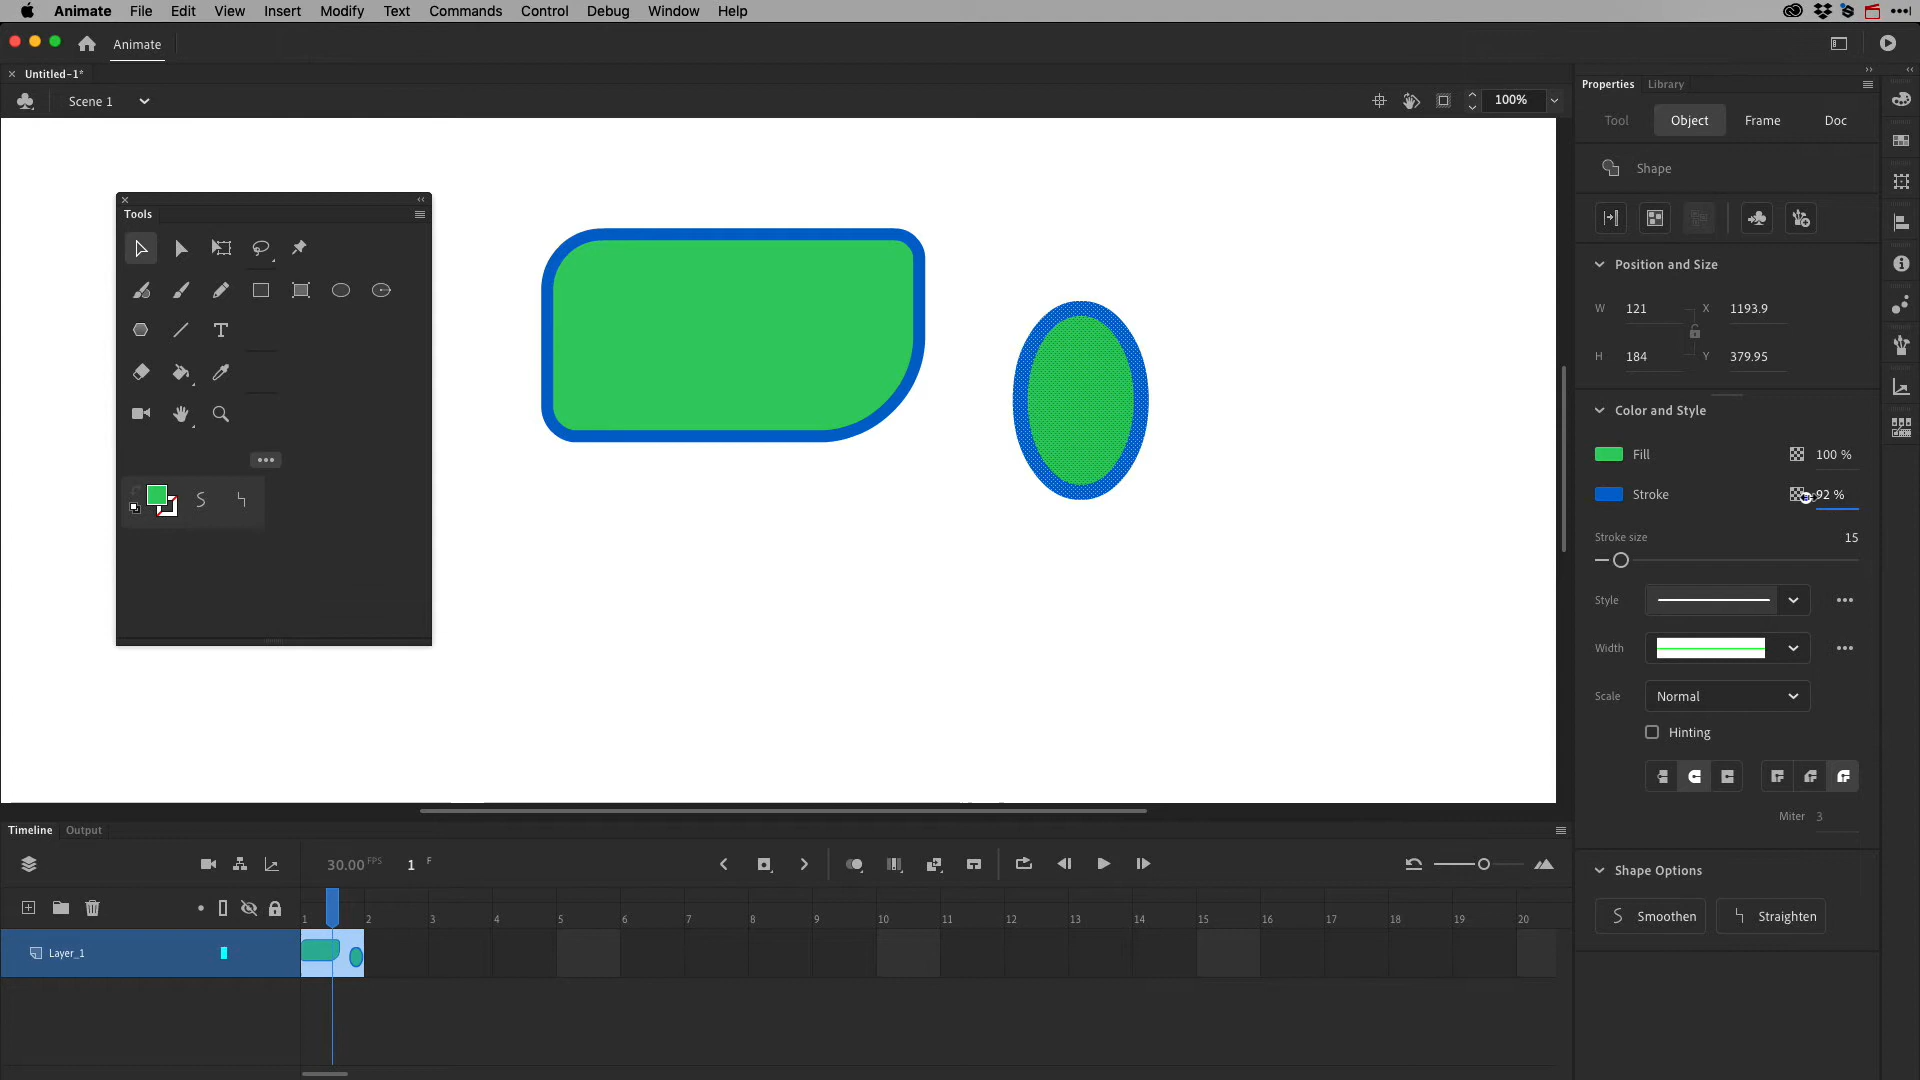 Animate File Edit View Insert Modify Text Commands Control Debug Window Help
Animate
Untitled-1*
Scene 1
100%
Properties Library
Tool Object Frame Doc
Shape
Tools
Position and Size
W 121 X 1193.9
H 184 Y 379.95
Color and Style
Fill 100 %
Stroke 92 %
Stroke size 15
Style
Width
Scale Normal
Hinting
Miter 3
Shape Options
Smoothen Straighten
Timeline Output
30.00 FPS 1 F
1 2 3 4 5 6 7 8 9 10 11 12 13 14 15 16 17 18 19 20
Layer_1